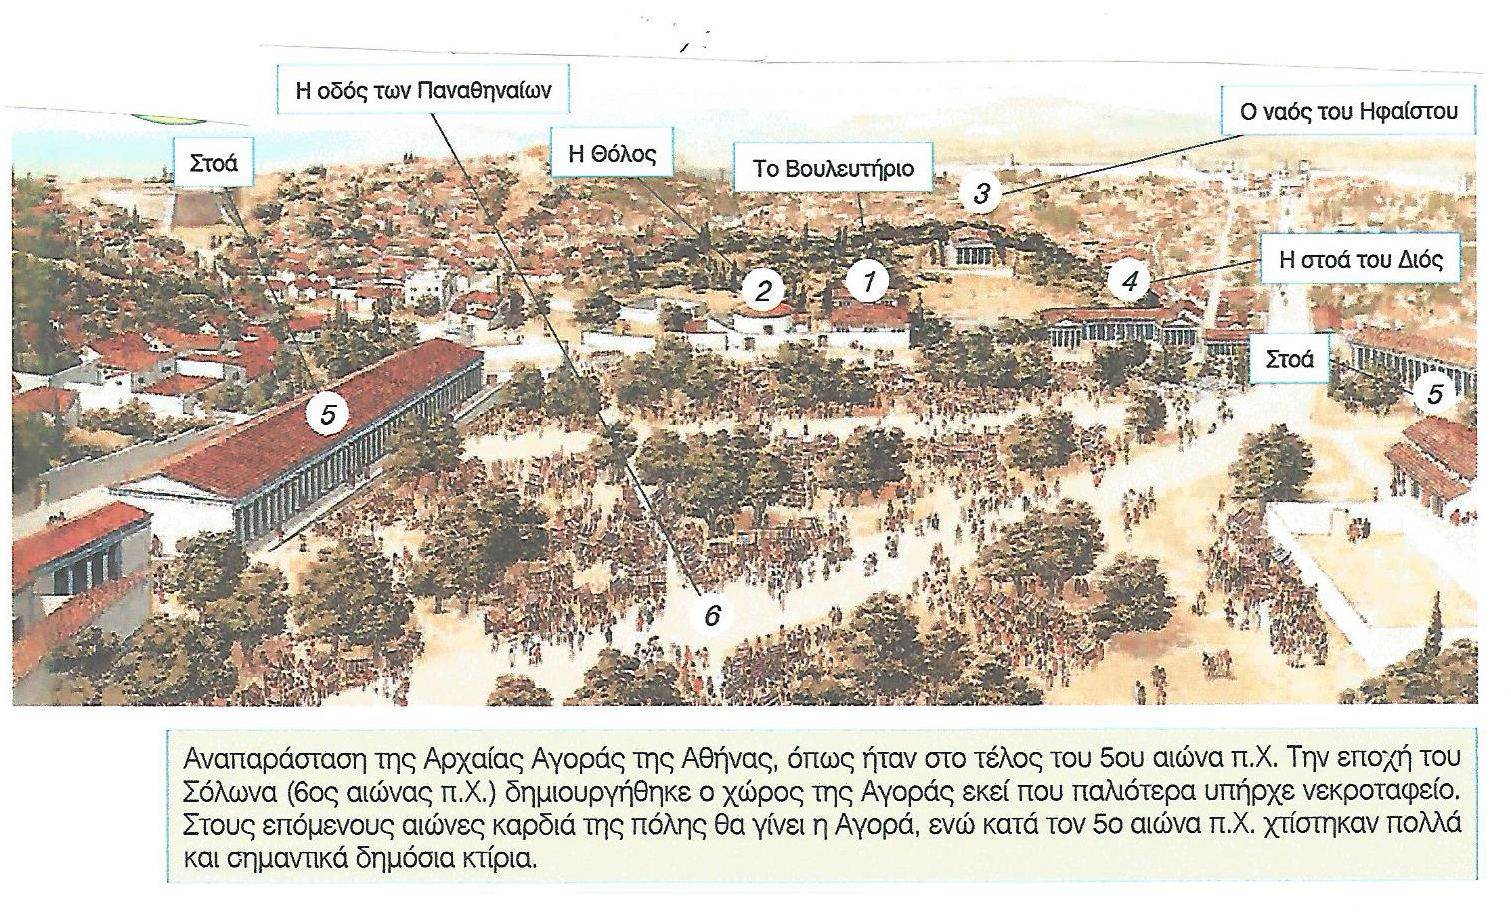 Η οδός των Παναθηναίων
Ο ναός του Ηφαίστου
Στοά
Η Θόλος
Το Βουλευτήριο
3
Η στοά του Διός
4
2
1
Στοά
5
5
6
Αναπαράσταση της Αρχαίας Αγοράς της Αθήνας, όπως ήταν στο τέλος του 5ου αιώνα π.Χ. Την εποχή του
Σόλωνα (6ος αιώνας π.Χ.) δημιουργήθηκε ο χώρος της Αγοράς εκεί που παλιότερα υπήρχε νεκροταφείο.
Στους επόμενους αιώνες καρδιά της πόλης θα γίνει η Αγορά, ενώ κατά τον 5ο αιώνα π.Χ. χτίστηκαν πολλά
και σημαντικά δημόσια κτίρια.